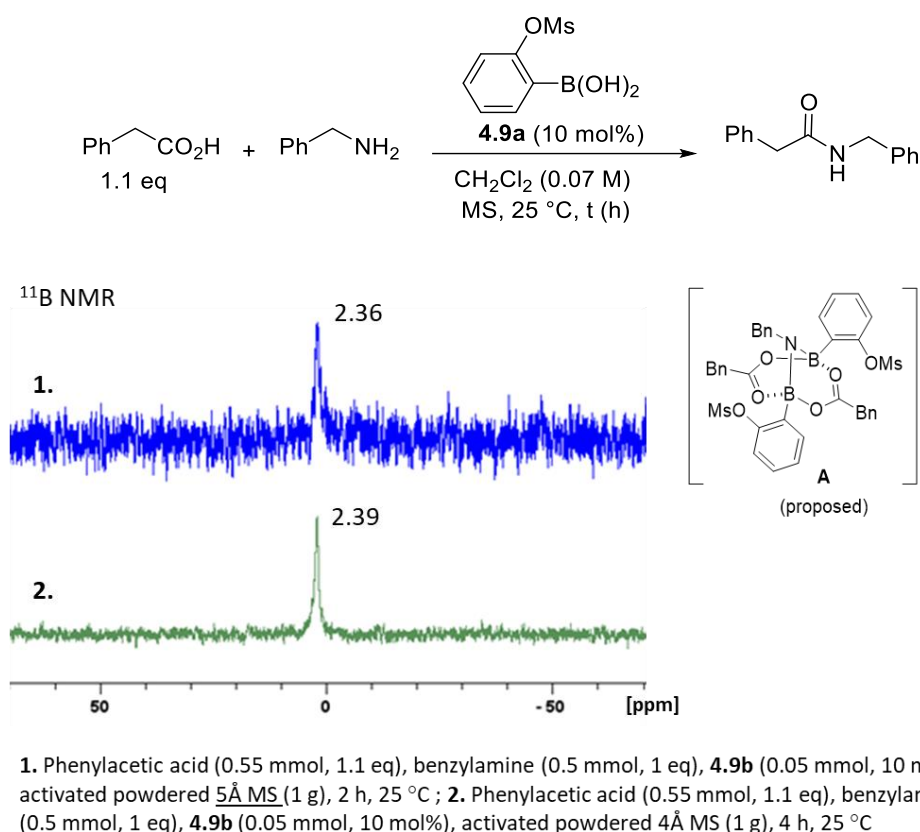 OMs
B(OH)₂
4.9a (10 mol%)
Ph CO₂H + Ph NH₂
1.1 eq
CH₂Cl₂ (0.07 M)
MS, 25 °C, t (h)
Ph O N H Ph
¹¹B NMR
2.36
1.
2.39
2.
Bn N B OMs
Bn O O
O B O Bn
MsO
A
(proposed)
50 0 -50 [ppm]
1. Phenylacetic acid (0.55 mmol, 1.1 eq), benzylamine (0.5 mmol, 1 eq), 4.9b (0.05 mmol, 10
activated powdered 5Å MS (1 g), 2 h, 25 °C ; 2. Phenylacetic acid (0.55 mmol, 1.1 eq),
(0.5 mmol, 1 eq), 4.9b (0.05 mmol, 10 mol%), activated powdered 4Å MS (1 g), 4 h, 25 °C